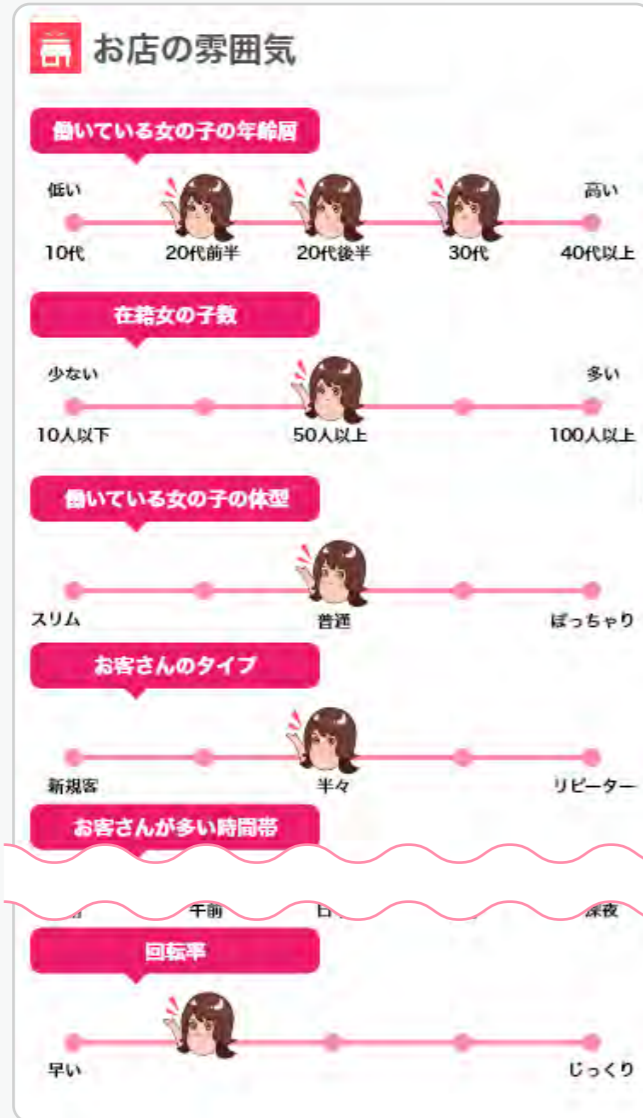 お店の雰囲気
働いている女の子の年齢層
低い 高い
10代 20代前半 20代後半 30代 40代以上
在籍女の子数
少ない 多い
10人以下 50人以上 100人以上
働いている女の子の体型
スリム 普通 ぽっちゃり
お客さんのタイプ
新規客 半々 リピーター
お客さんが多い時間帯
午前 深夜
回転率
早い じっくり